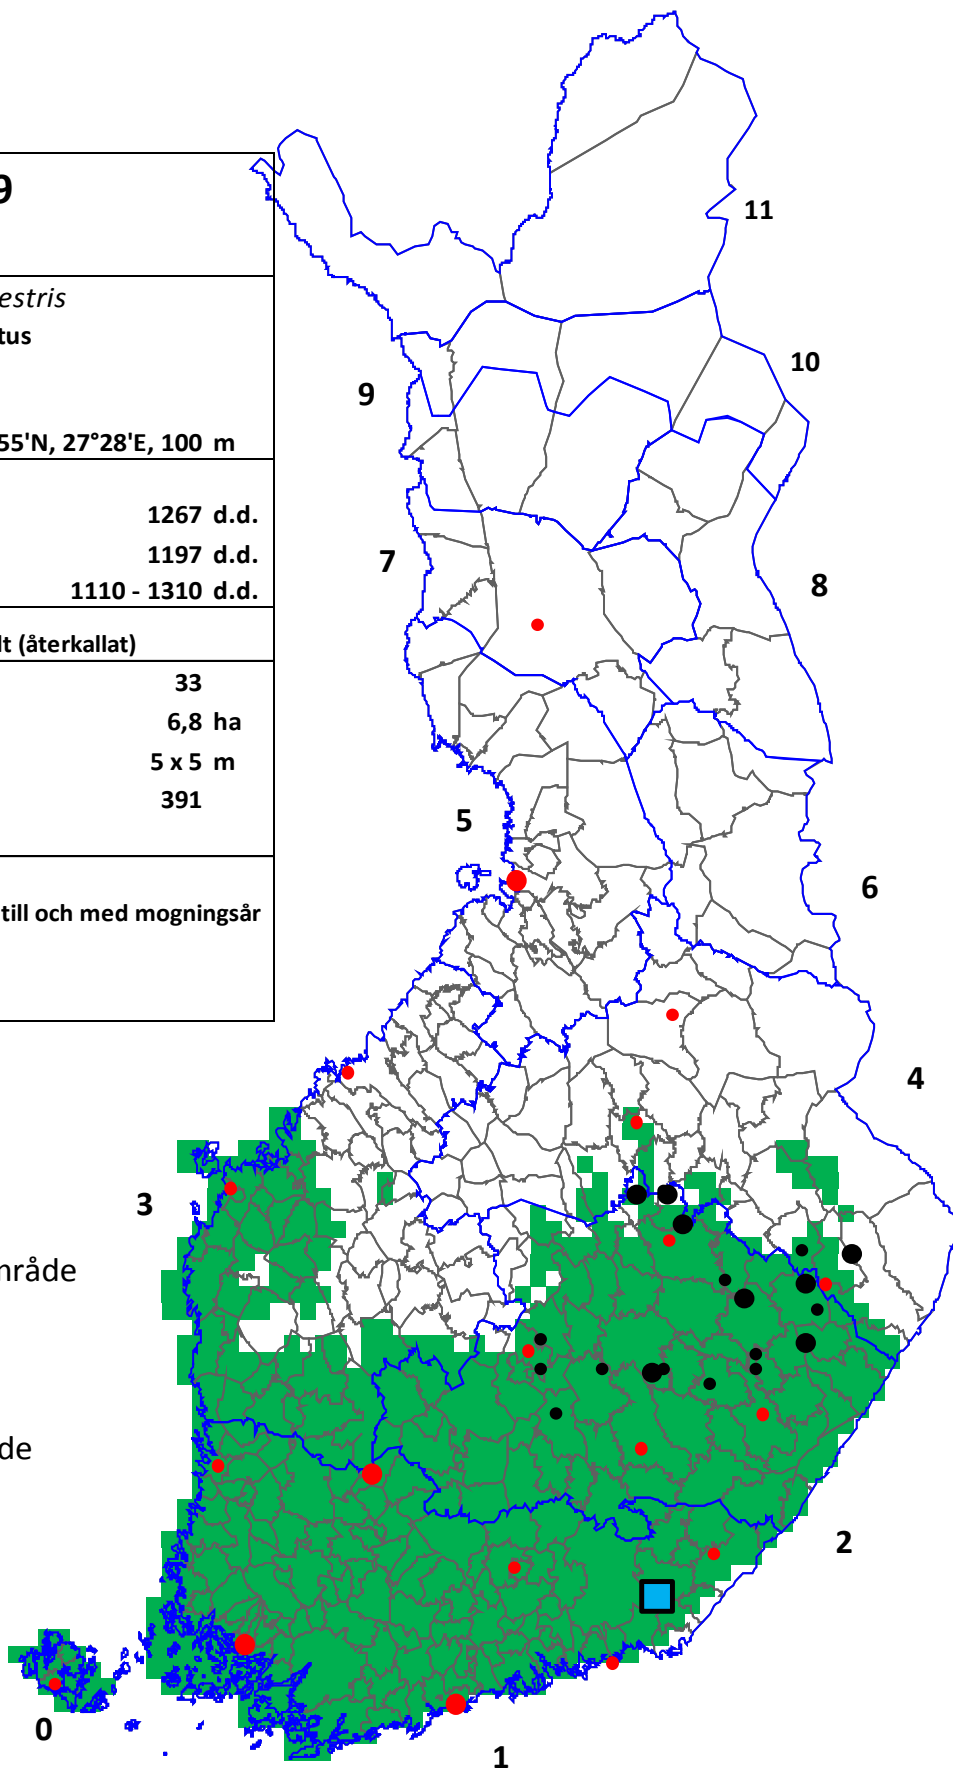 9
estris
tus
55'N, 27°28'E, 100 m
1267 d.d.
1197 d.d.
1110 - 1310 d.d.
lt (återkallat)
33
6,8 ha
5 x 5 m
391
till och med mogningsår
område
de
11
10
9
7
8
5
6
4
3
2
0
1